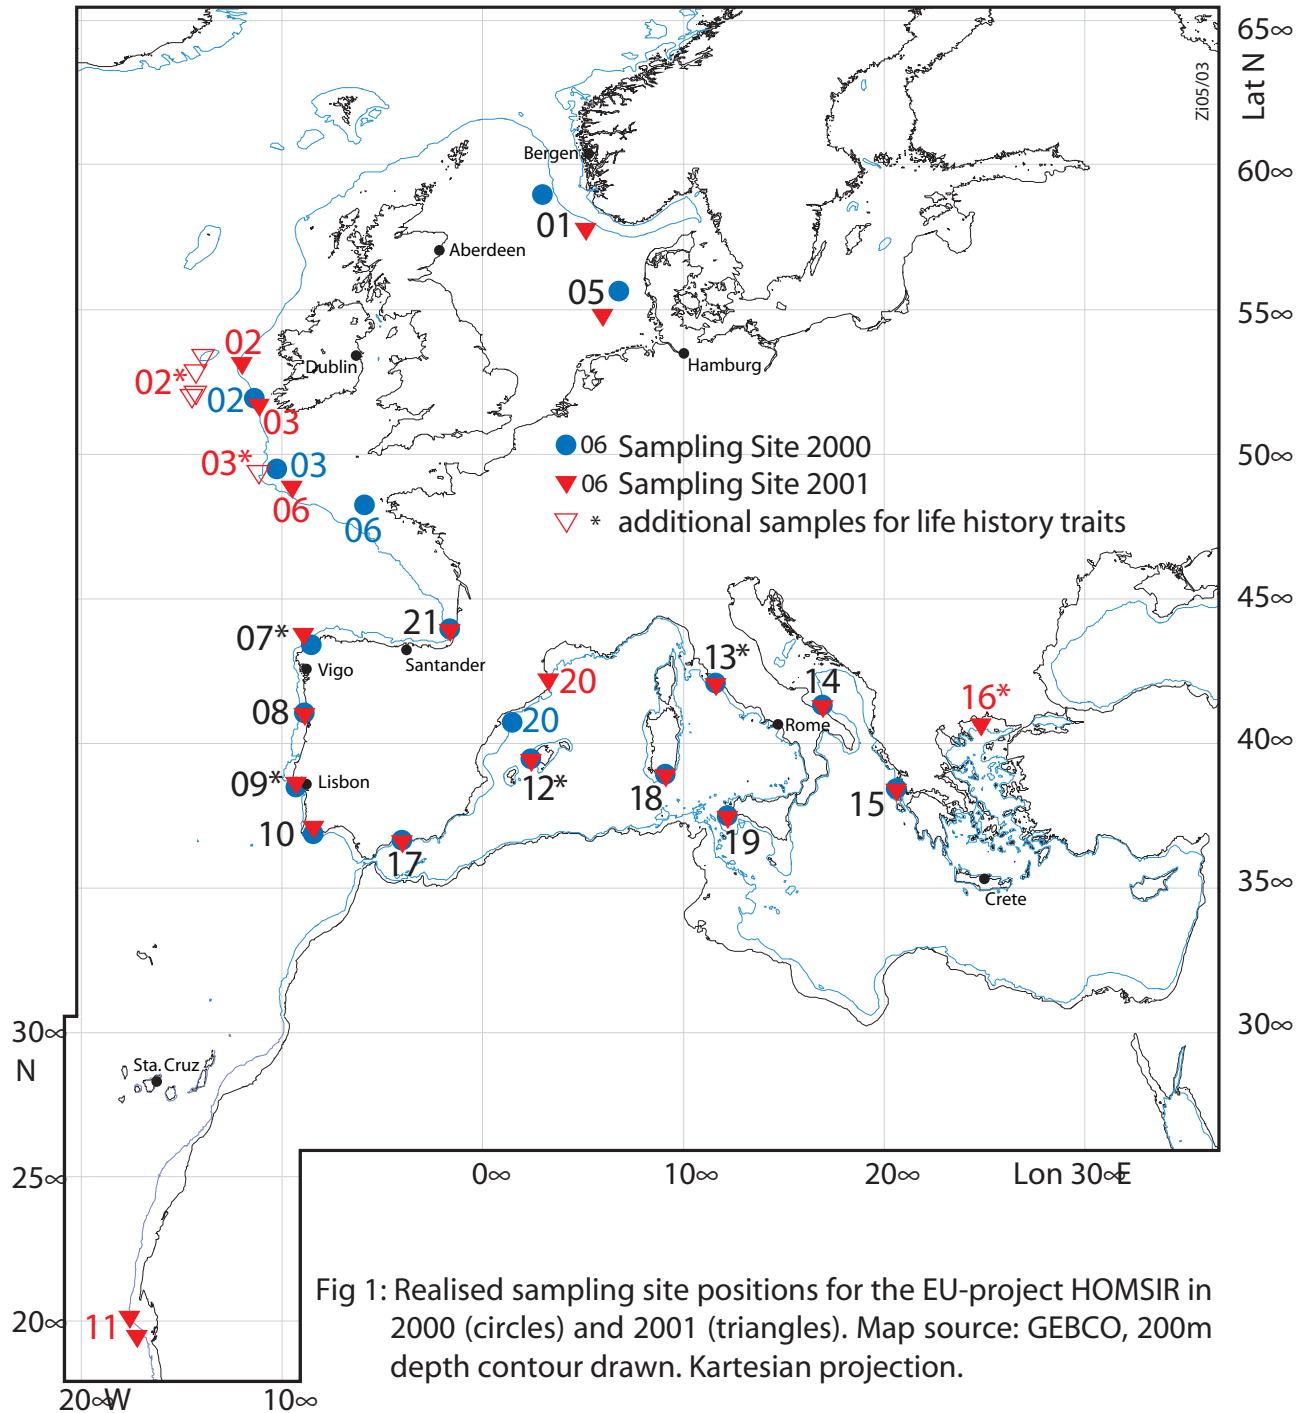 65∞
Lat N
Zi05/03
Bergen
60∞
01
Aberdeen
05
55∞
02
Dublin
Hamburg
02*
02
03
03*
03
06 Sampling Site 2000
50∞
06
06 Sampling Site 2001
06
* additional samples for life history traits
45∞
07*
21
Santander
Vigo
13*
20
14
16*
08
20
Rome
40∞
09*
Lisbon
12*
18
15
10
17
19
35∞
Crete
30∞
30∞
N
Sta. Cruz
25∞
0∞
10∞
20∞
Lon 30∞E
11
20∞
Fig 1: Realised sampling site positions for the EU-project HOMSIR in
2000 (circles) and 2001 (triangles). Map source: GEBCO, 200m
depth contour drawn. Kartesian projection.
20∞W
10∞